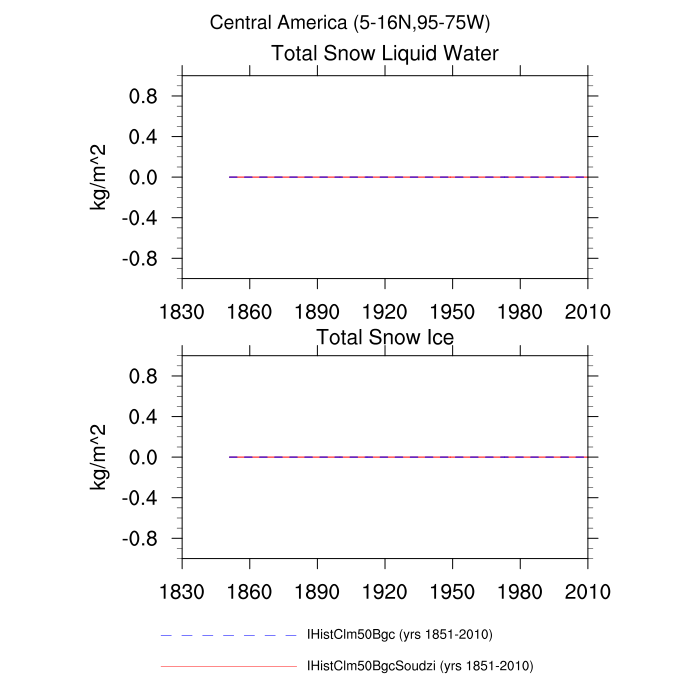 Central America (5-16N,95-75W)
Total Snow Liquid Water
0.8
0.4
0.0
-0.4
-0.8
kg/m^2
1830 1860 1890 1920 1950 1980 2010
Total Snow Ice
0.8
0.4
0.0
-0.4
-0.8
kg/m^2
1830 1860 1890 1920 1950 1980 2010
IHistClm50Bgc (yrs 1851-2010)
IHistClm50BgcSoudzi (yrs 1851-2010)